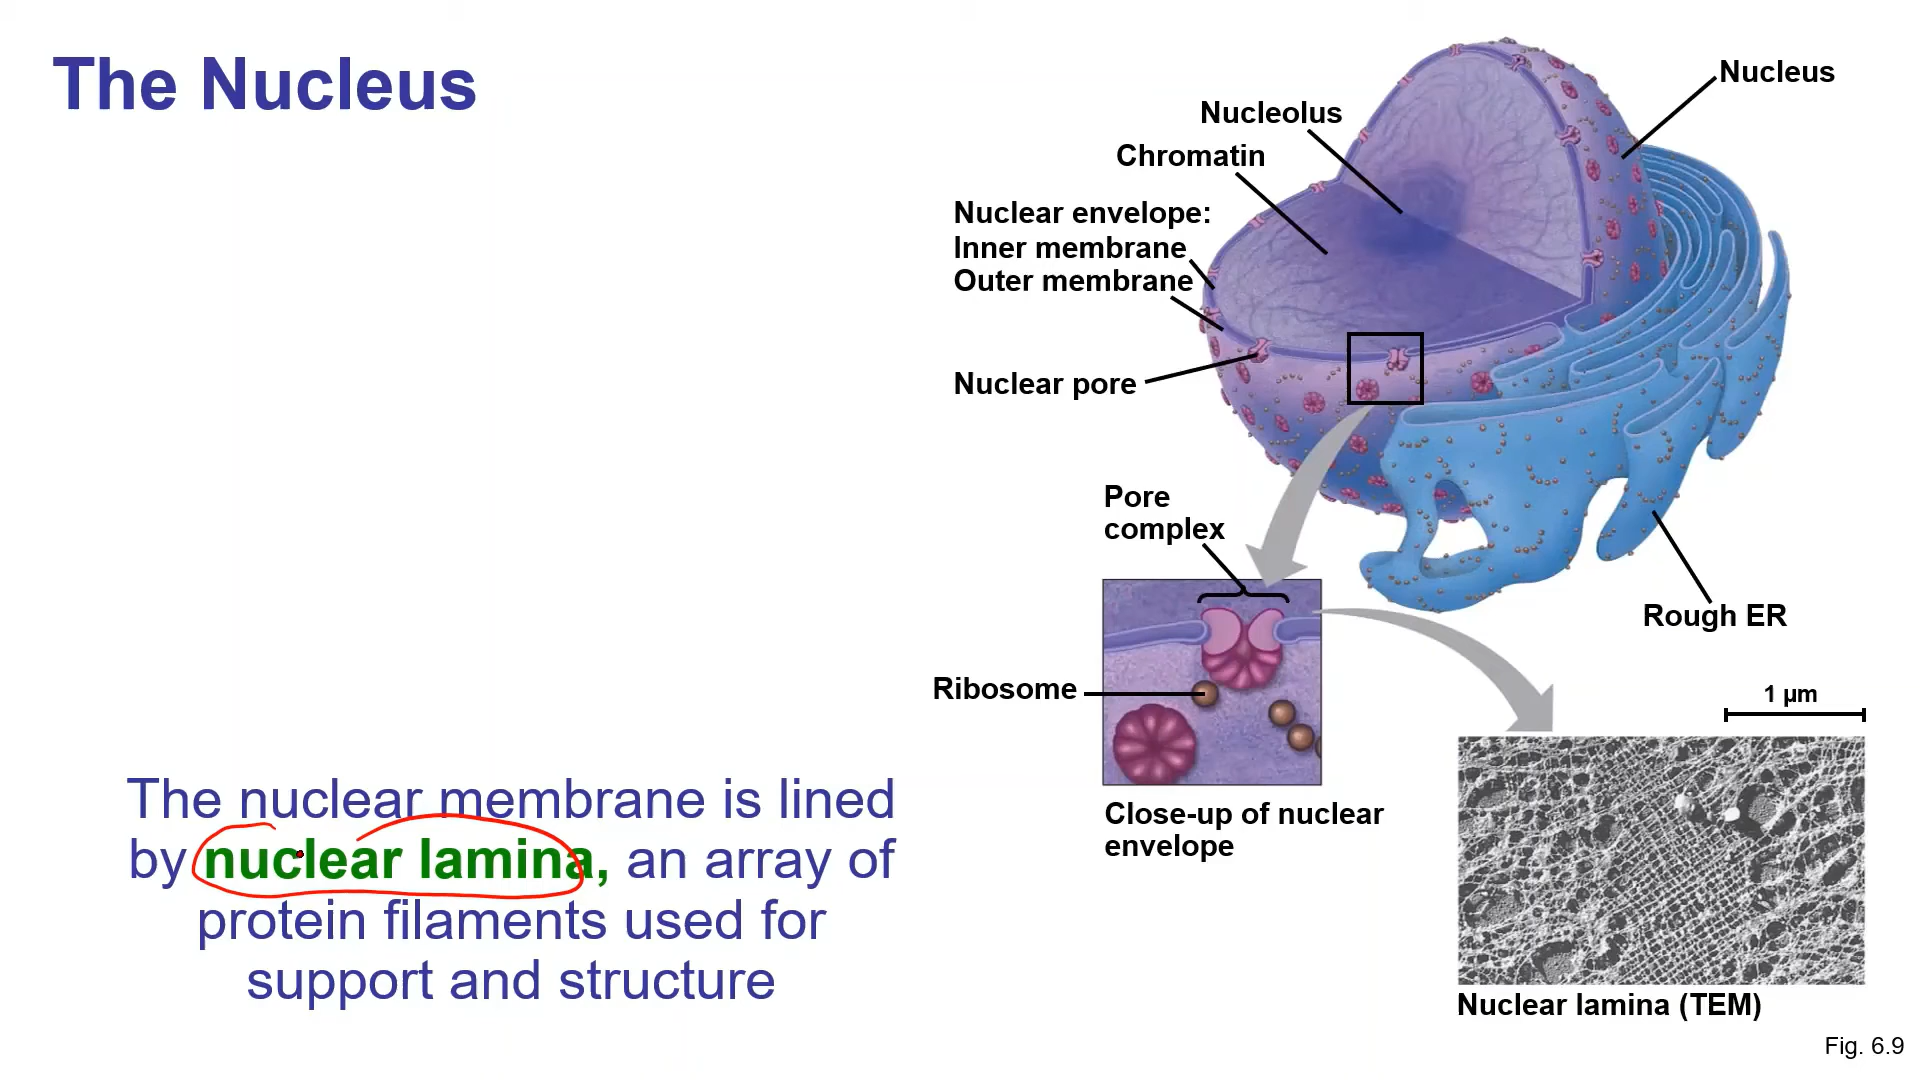 The Nucleus
Nucleus
Nucleolus
Chromatin
Nuclear envelope:
Inner membrane
Outer membrane
Nuclear pore
Pore
complex
Rough ER
Ribosome
1 µm
Close-up of nuclear
envelope
The nuclear membrane is lined
by nuclear lamina, an array of
protein filaments used for
support and structure
Nuclear lamina (TEM)
Fig. 6.9